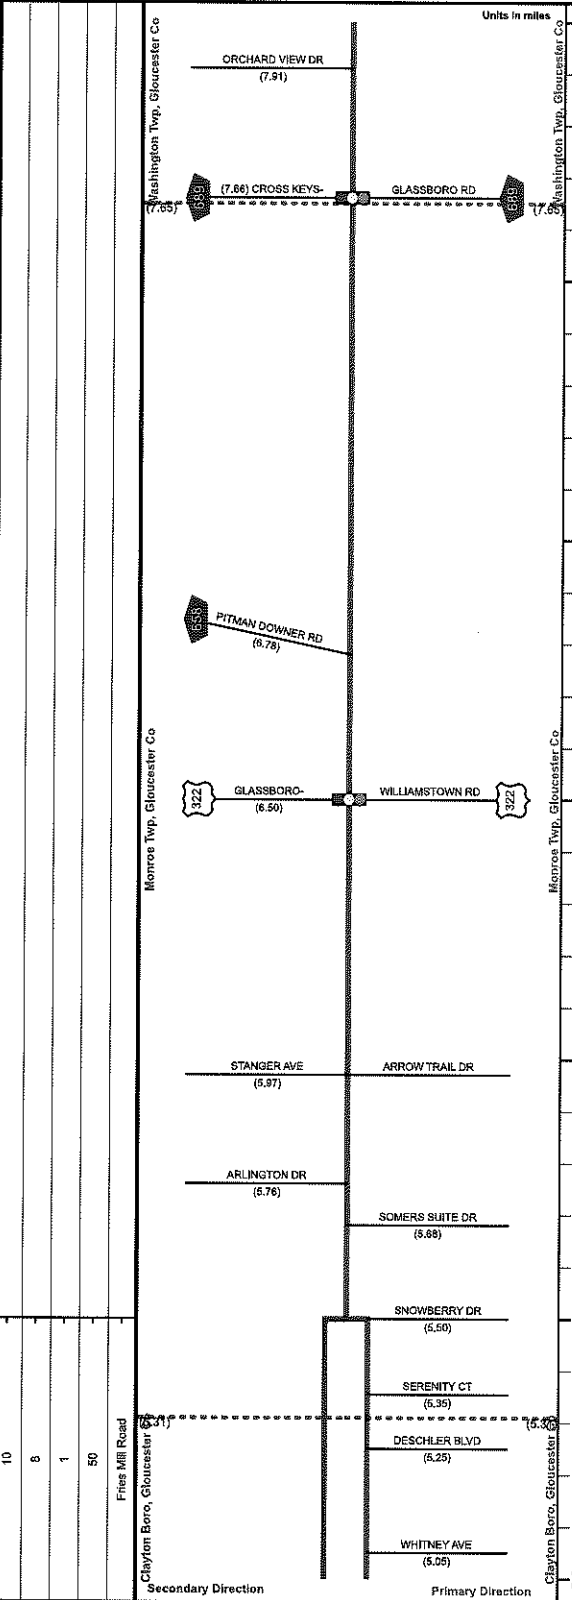 Units in miles
Washington Twp, Gloucester Co
Washington Twp, Gloucester Co
ORCHARD VIEW DR
(7.91)
689
(7.66) CROSS KEYS-
GLASSBORO RD
689
(7.65)
(7.65)
658
PITMAN DOWNER RD
(6.78)
Monroe Twp, Gloucester Co
Monroe Twp, Gloucester Co
322
GLASSBORO-
(6.50)
WILLIAMSTOWN RD
322
STANGER AVE
(5.97)
ARROW TRAIL DR
ARLINGTON DR
(5.76)
SOMERS SUITE DR
(5.68)
SNOWBERRY DR
(5.50)
SERENITY CT
(5.35)
(5.31)
(5.31)
DESCHLER BLVD
(5.25)
WHITNEY AVE
(5.05)
10
8
1
50
Fries Mill Road
Clayton Boro, Gloucester
Clayton Boro, Gloucester
Secondary Direction
Primary Direction